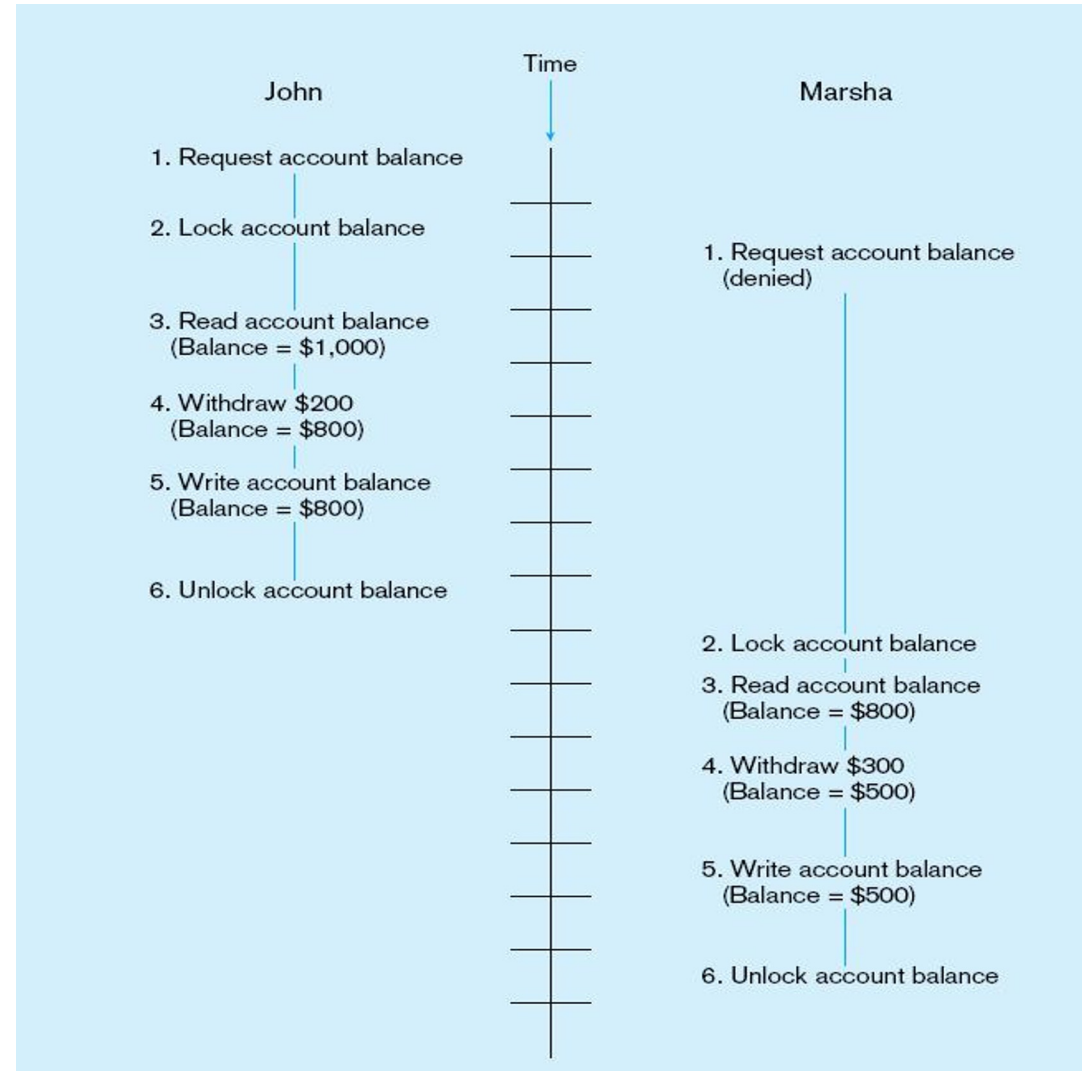 Time
John
Marsha
1. Request account balance
2. Lock account balance
3. Read account balance
(Balance = $1,000)
4. Withdraw $200
(Balance = $800)
5. Write account balance
(Balance = $800)
6. Unlock account balance
1. Request account balance
(denied)
2. Lock account balance
3. Read account balance
(Balance = $800)
4. Withdraw $300
(Balance = $500)
5. Write account balance
(Balance = $500)
6. Unlock account balance